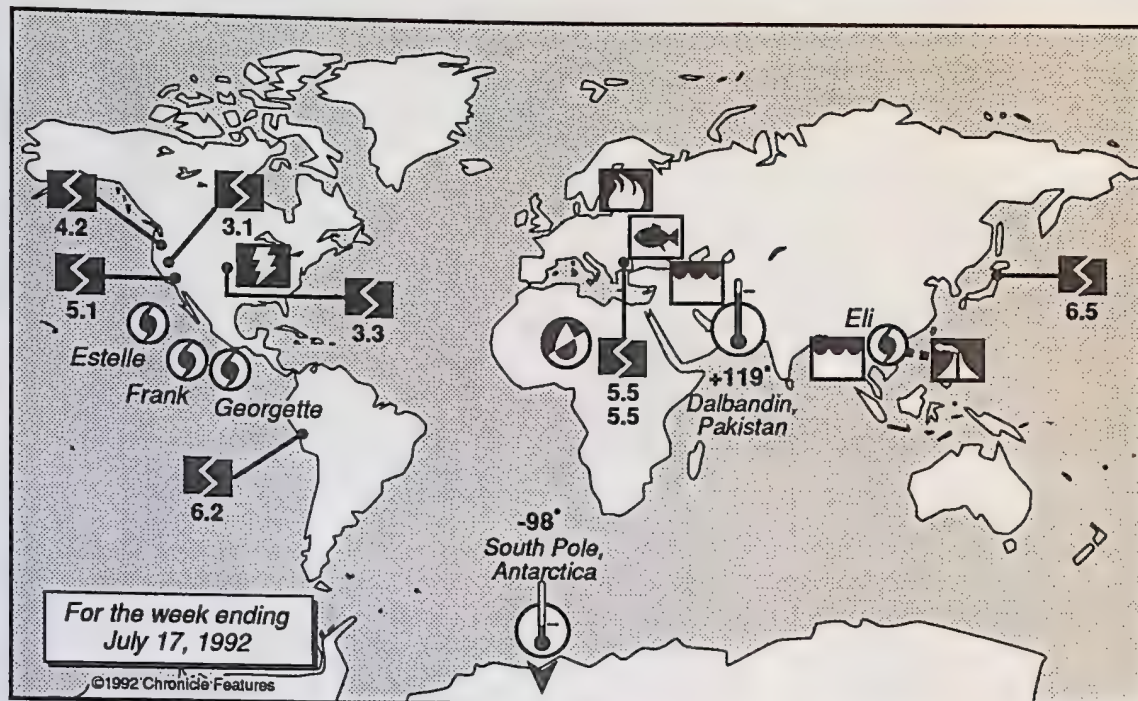 4.2
3.1
5.1
3.3
Estelle
Frank
Georgette
6.2
5.5
5.5
+119°
Dalbandin,
Pakistan
Eli
6.5
-98°
South Pole,
Antarctica
For the week ending
July 17, 1992
©1992 Chronicle Features